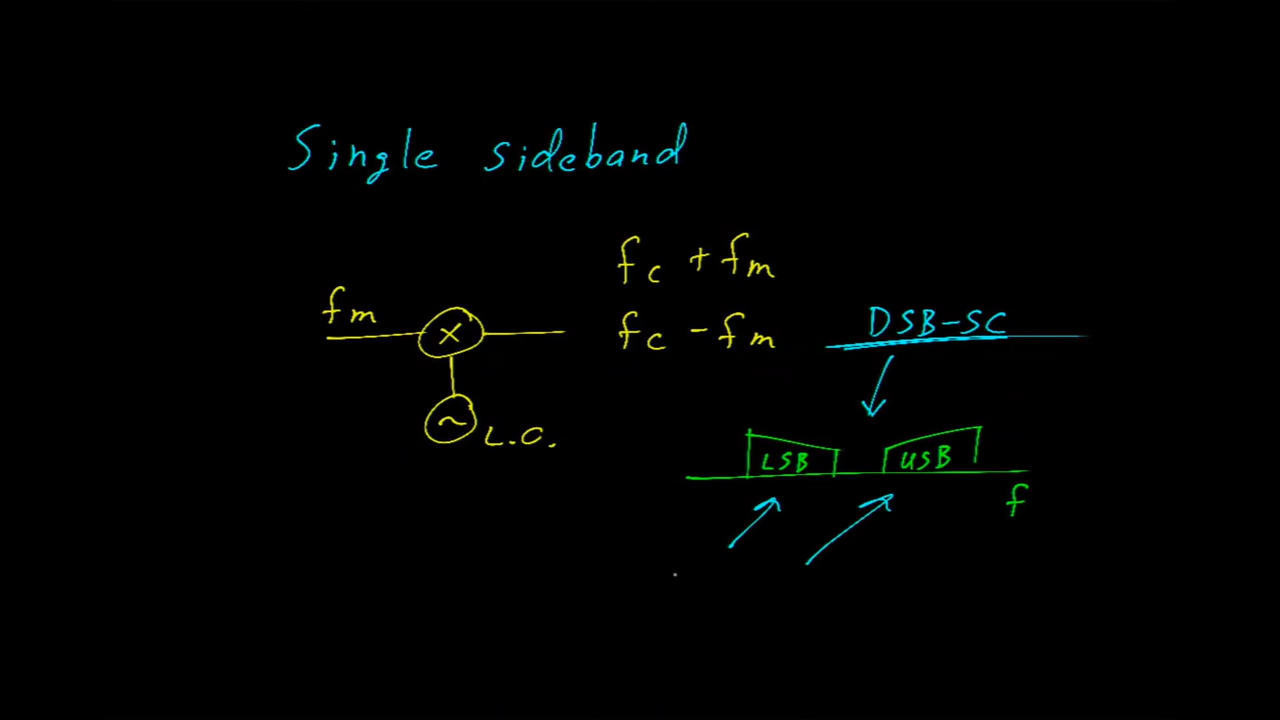 Single sideband
fc + fm
fm
X
fc - fm
DSB-SC
~ L.O.
LSB
USB
f